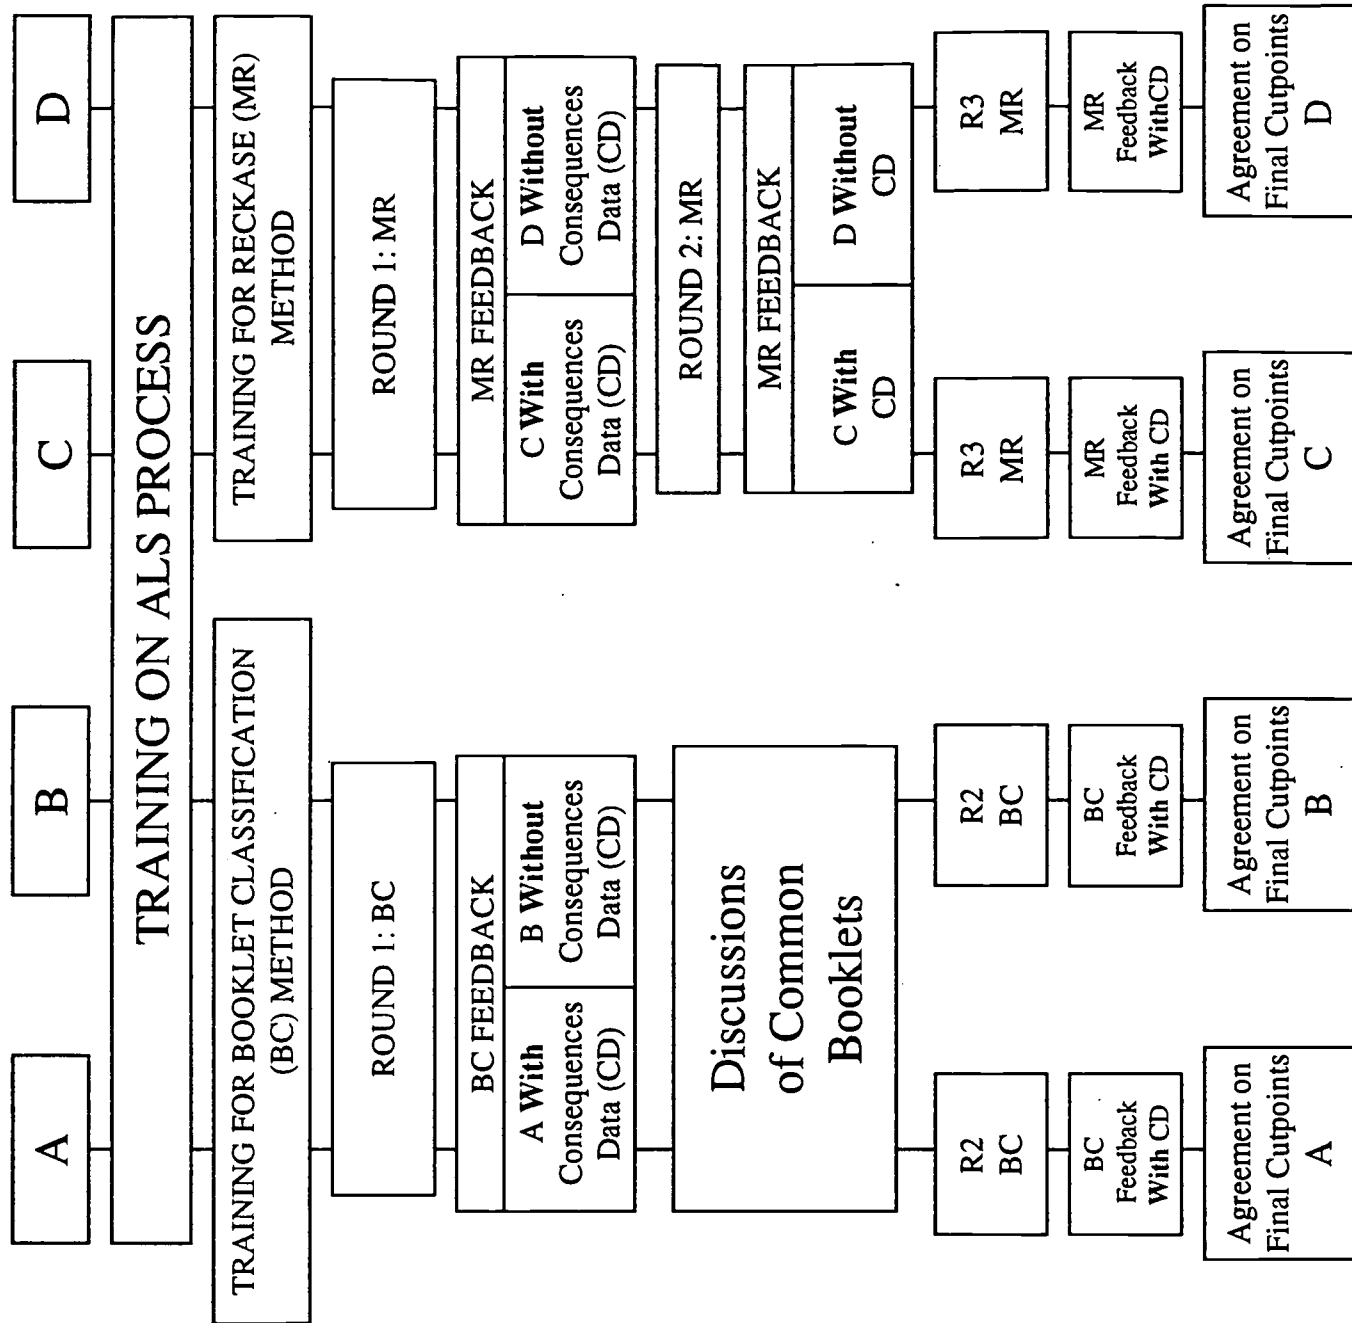 A
B
C
D
TRAINING ON ALS PROCESS
TRAINING FOR BOOKLET CLASSIFICATION
(BC) METHOD
TRAINING FOR RECKASE (MR)
METHOD
ROUND 1: BC
ROUND 1: MR
BC FEEDBACK
A With
Consequences
Data (CD)
B Without
Consequences
Data (CD)
MR FEEDBACK
C With
Consequences
Data (CD)
D Without
Consequences
Data (CD)
Discussions
of Common
Booklets
ROUND 2: MR
MR FEEDBACK
C With
CD
D Without
CD
R2
BC
R2
BC
R3
MR
R3
MR
BC
Feedback
With CD
BC
Feedback
With CD
MR
Feedback
With CD
MR
Feedback
WithCD
Agreement on
Final Cutpoints
A
Agreement on
Final Cutpoints
B
Agreement on
Final Cutpoints
C
Agreement on
Final Cutpoints
D